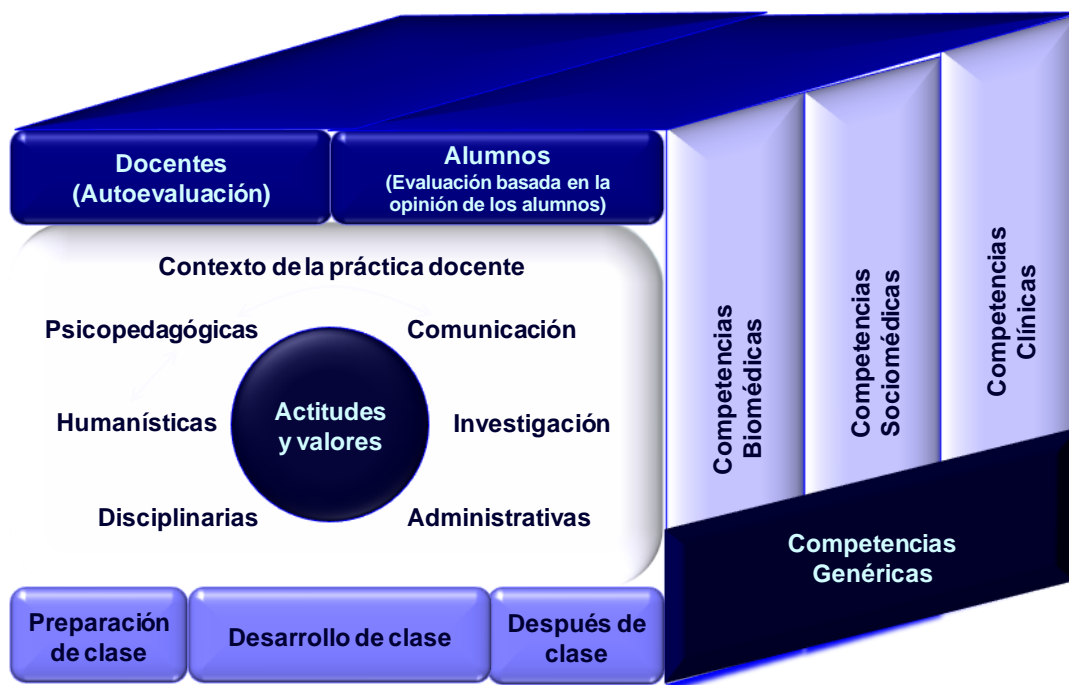 Docentes
(Autoevaluación)
Alumnos
(Evaluación basada en la
opinión de los alumnos)
Contexto de la práctica docente
Psicopedagógicas
Comunicación
Humanísticas
Actitudes
y valores
Investigación
Disciplinarias
Administrativas
Preparación
de clase
Desarrollo de clase
Después de
clase
Competencias
Biomédicas
Competencias
Sociomédicas
Competencias
Clínicas
Competencias
Genéricas